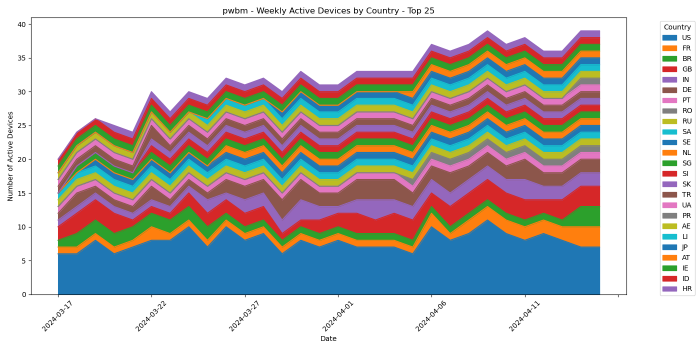 pwbm - Weekly Active Devices by Country - Top 25
Number of Active Devices
40
35
30
25
20
15
10
5
0
2024-03-17
2024-03-22
2024-03-27
2024-04-01
2024-04-06
2024-04-11
Date
Country
US
FR
BR
GB
IN
DE
PT
RO
RU
SA
SE
NL
SG
SI
SK
TR
UA
PR
AE
LI
JP
AT
IE
ID
HR